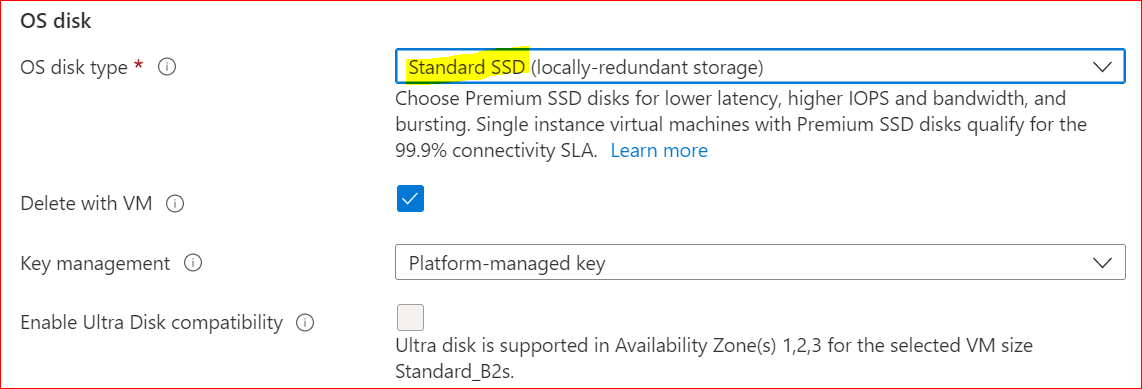 OS disk
OS disk type * Standard SSD (locally-redundant storage)
Choose Premium SSD disks for lower latency, higher IOPS and bandwidth, and
bursting. Single instance virtual machines with Premium SSD disks qualify for the
99.9% connectivity SLA. Learn more
Delete with VM
Key management Platform-managed key
Enable Ultra Disk compatibility
Ultra disk is supported in Availability Zone(s) 1,2,3 for the selected VM size
Standard_B2s.